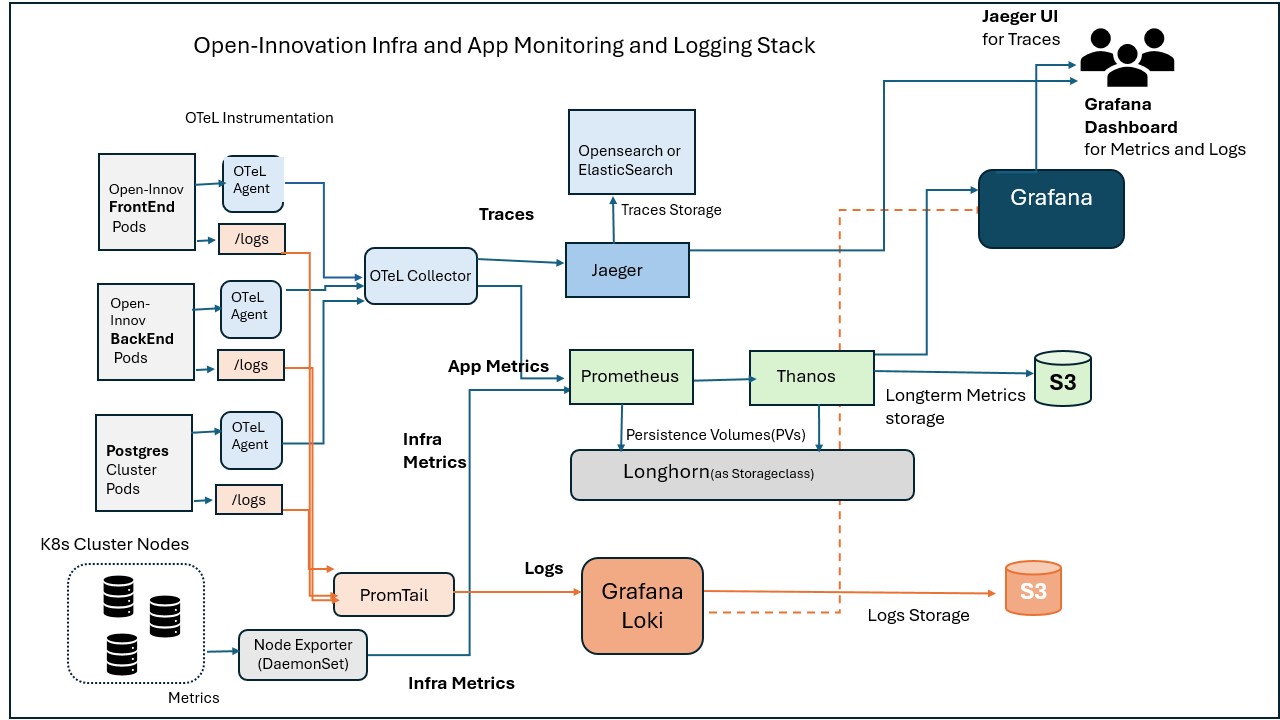 Jaeger UI
for Traces
Open-Innovation Infra and App Monitoring and Logging Stack
Grafana
Dashboard
for Metrics and Logs
OTeL Instrumentation
Open-Innov
FrontEnd
Pods
OTeL
Agent
/logs
Opensearch or
ElasticSearch
Traces
Traces Storage
Grafana
OTeL Collector
Jaeger
Open-
Innov
BackEnd
Pods
OTeL
Agent
/logs
App Metrics
Prometheus
Thanos
S3
Longterm Metrics
storage
Postgres
Cluster
Pods
OTeL
Agent
/logs
Infra
Metrics
Persistence Volumes(PVs)
Longhorn(as Storageclass)
K8s Cluster Nodes
PromTail
Logs
Grafana
Loki
S3
Logs Storage
Node Exporter
(DaemonSet)
Metrics
Infra Metrics